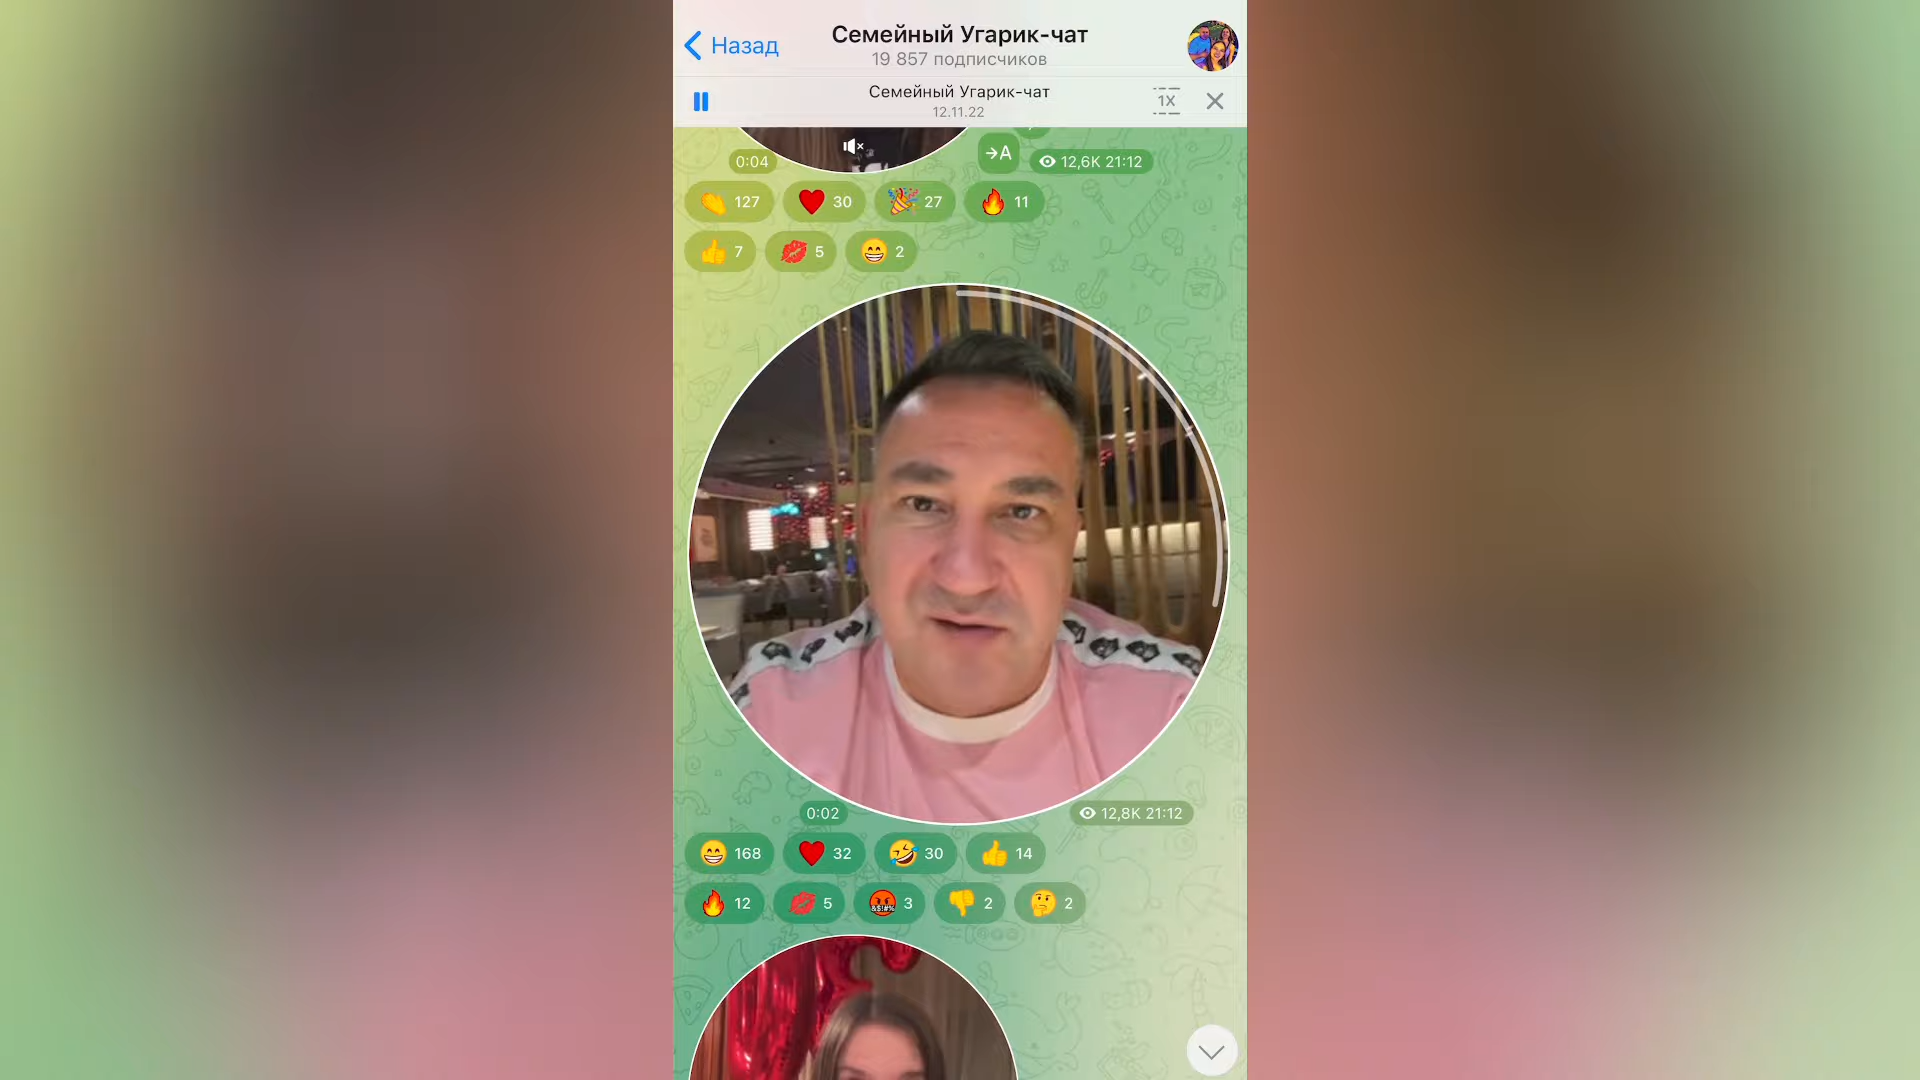 Назад
Семейный Угарик-чат
19 857 подписчиков
Семейный Угарик-чат
12.11.22
1X
0:04
→A
12,6K 21:12
127
30
27
11
7
5
2
0:02
12,8K 21:12
168
32
30
14
12
5
3
2
2